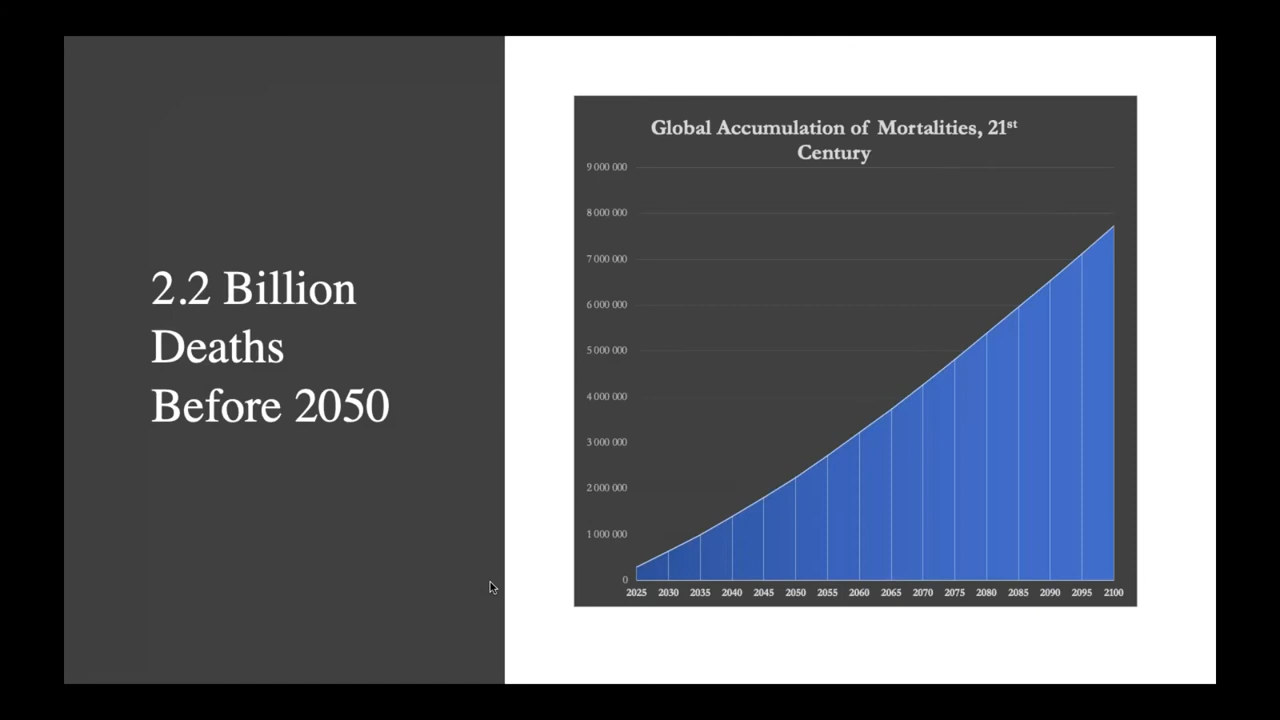 2.2 Billion
Deaths
Before 2050
Global Accumulation of Mortalities, 21st
Century
9 000 000
8 000 000
7 000 000
6 000 000
5 000 000
4 000 000
3 000 000
2 000 000
1 000 000
0
2025 2030 2035 2040 2045 2050 2055 2060 2065 2070 2075 2080 2085 2090 2095 2100